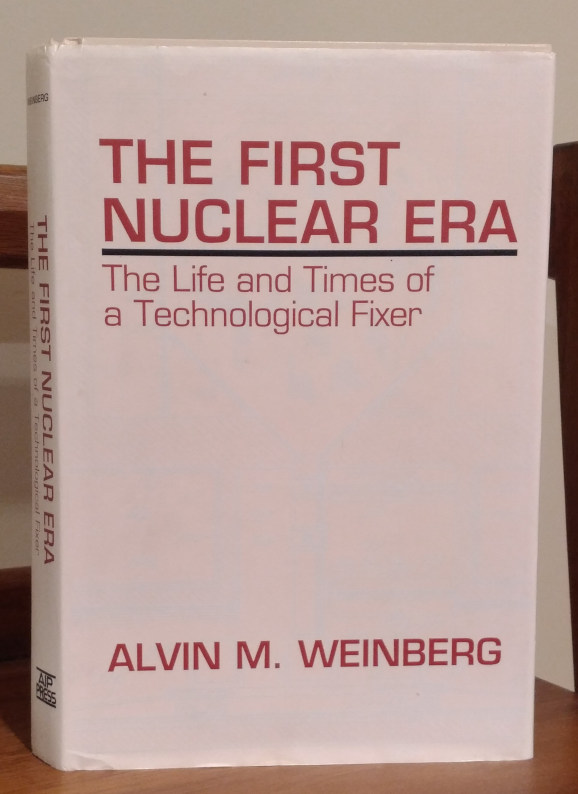 WEINBERG
THE FIRST NUCLEAR ERA
The Life and Times of a Technological Fixer
AIP
PRESS
THE FIRST
NUCLEAR ERA
The Life and Times of
a Technological Fixer
ALVIN M. WEINBERG